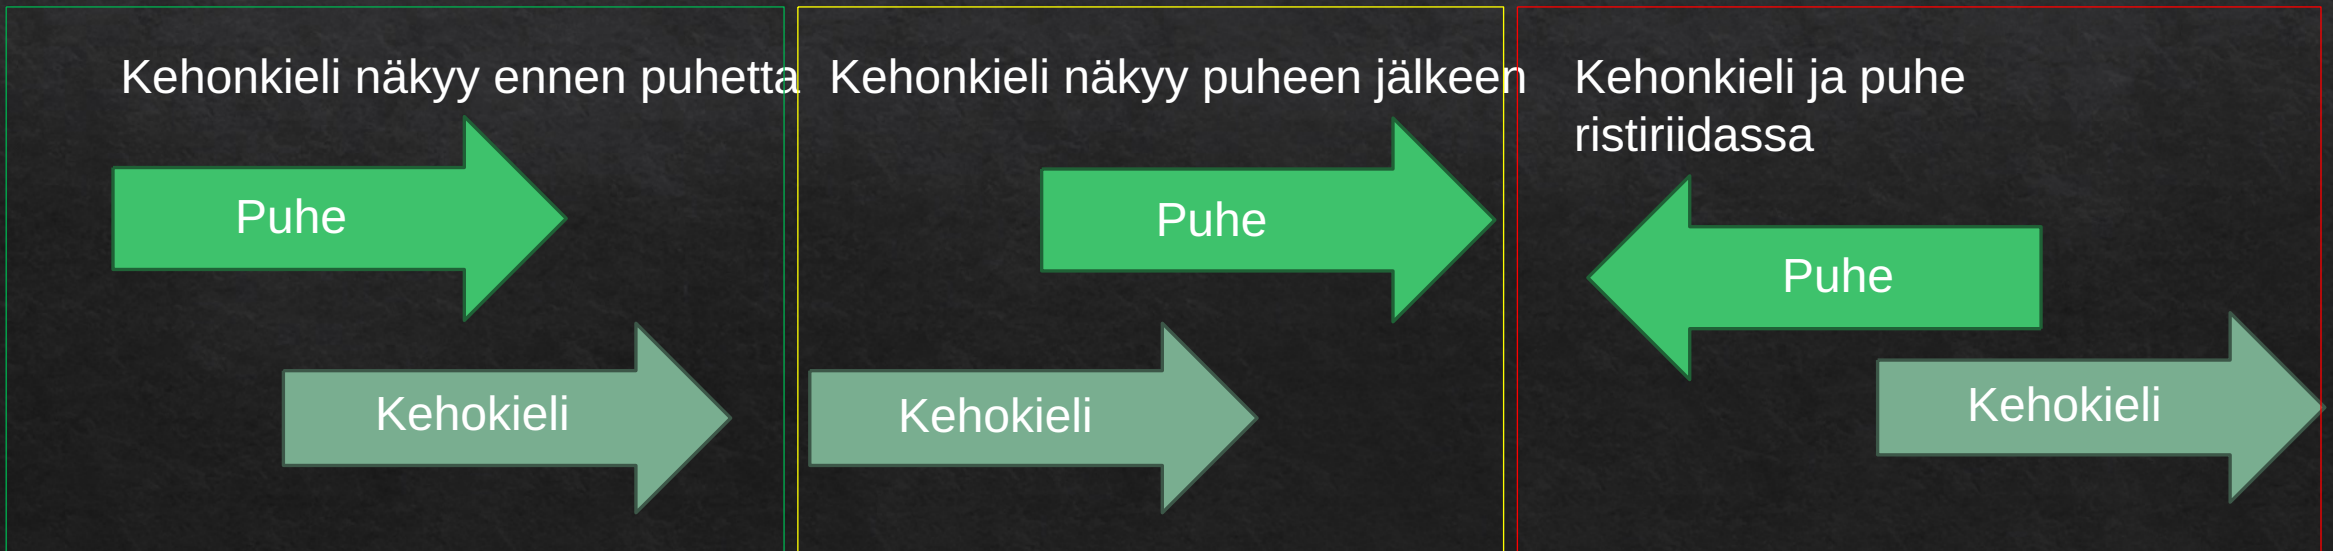 Kehonkieli näkyy ennen puhetta
Puhe
Kehokieli
Kehonkieli näkyy puheen jälkeen
Puhe
Kehokieli
Kehonkieli ja puhe
ristiriidassa
Puhe
Kehokieli